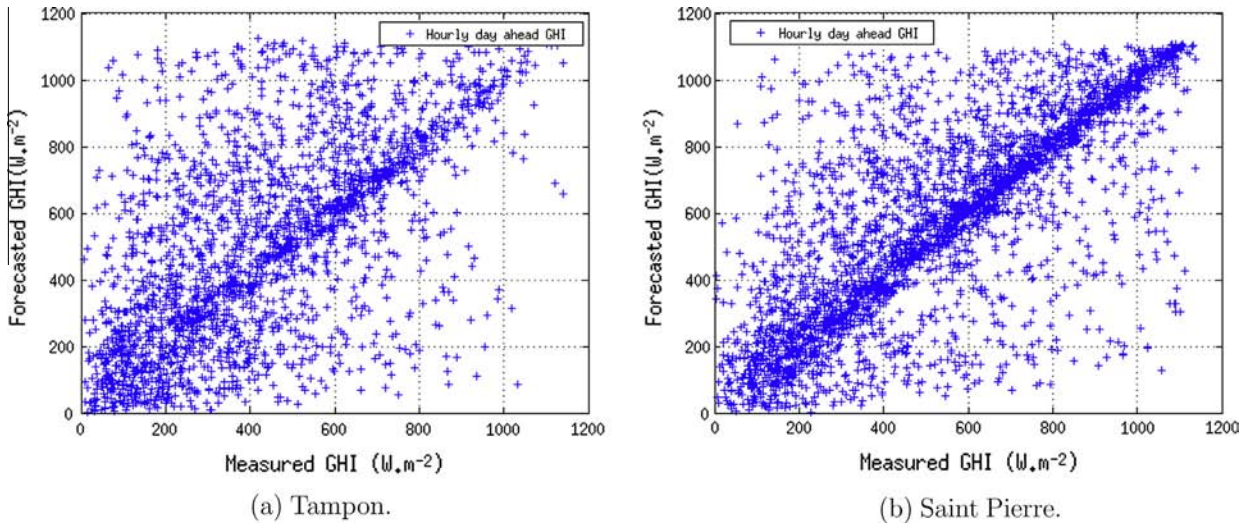 1200
1000
800
600
400
200
0
Forecasted GHI(W.m-2)
+ Hourly day ahead GHI
0 200 400 600 800 1000 1200
Measured GHI (W.m-2)
(a) Tampon.
1200
1000
800
600
400
200
0
Forecasted GHI(W.m-2)
+ Hourly day ahead GHI
0 200 400 600 800 1000 1200
Measured GHI (W.m-2)
(b) Saint Pierre.